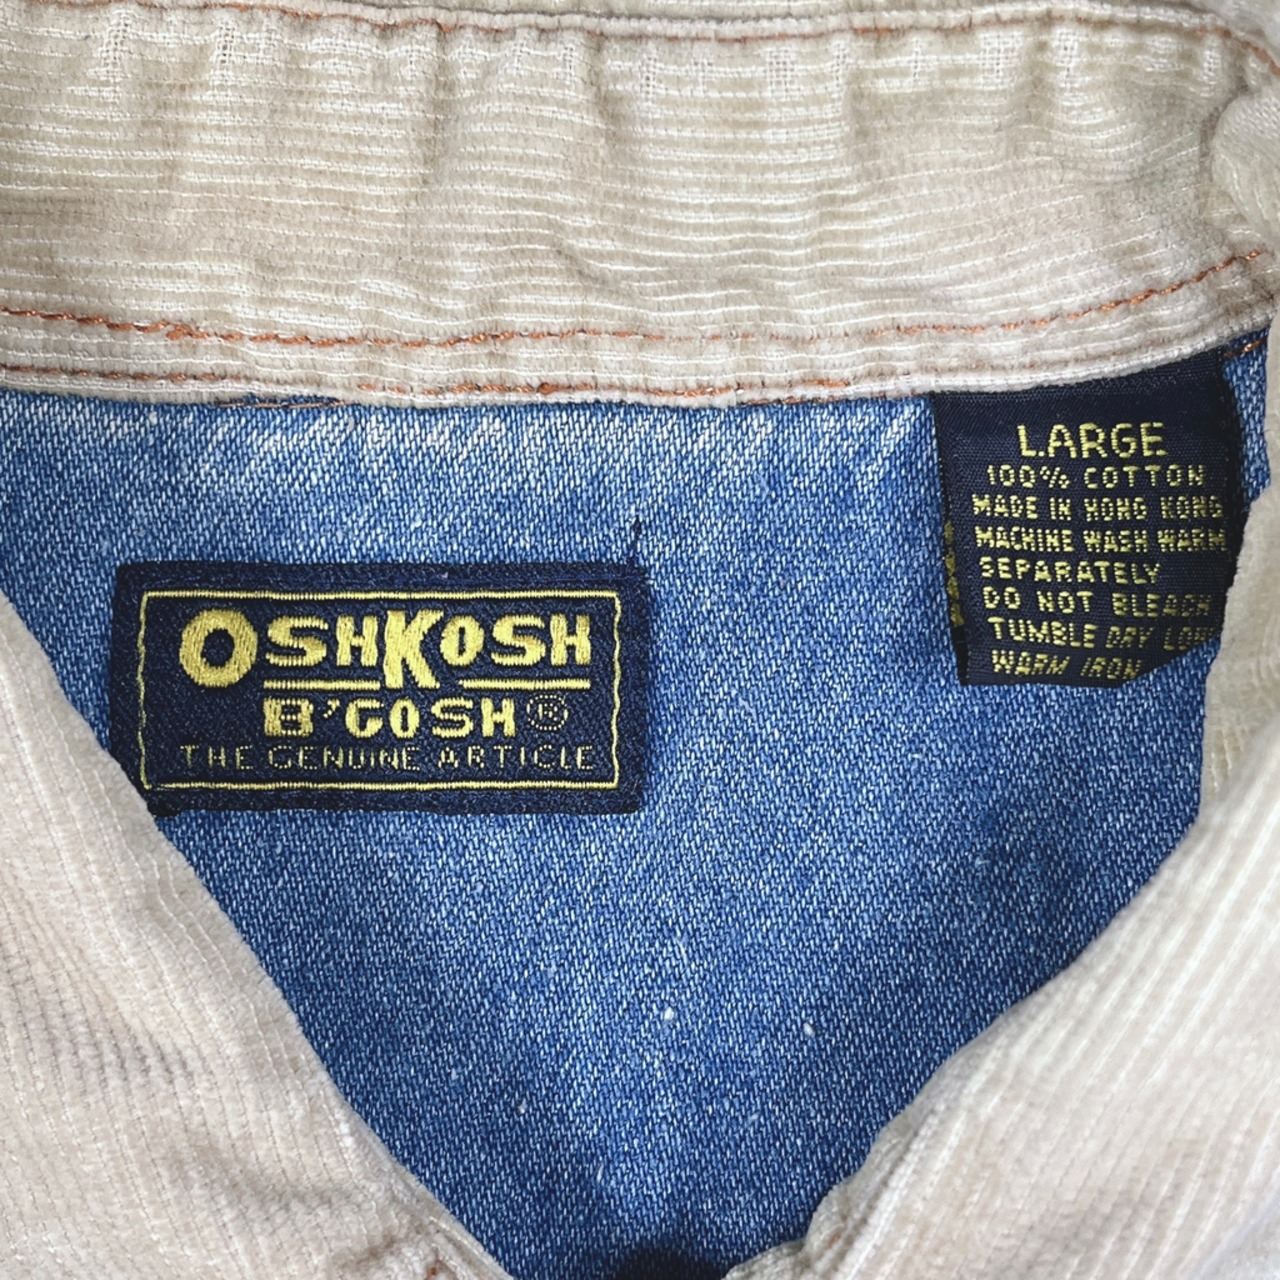 OSHKOSH
B'GOSH®
THE GENUINE ARTICLE
LARGE
100% COTTON
MADE IN HONG KONG
MACHINE WASH WARM
SEPARATELY
DO NOT BLEACH
TUMBLE DRY LOW
WARM IRON